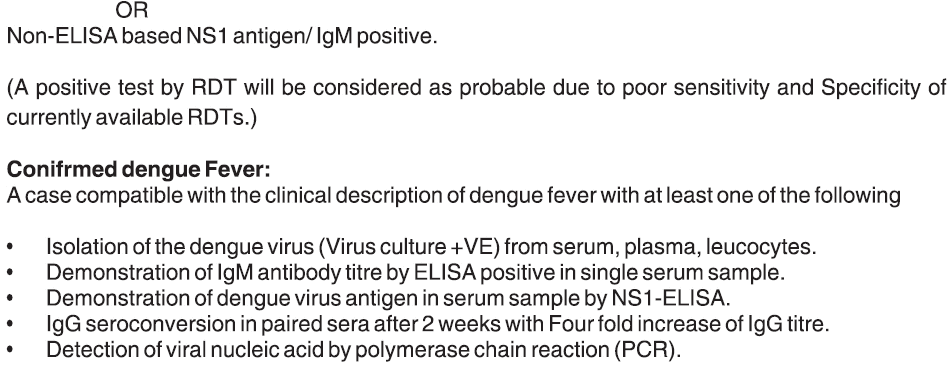 OR
Non-ELISA based NS1 antigen/ IgM positive.
(A positive test by RDT will be considered as probable due to poor sensitivity and Specificity of
currently available RDTs.)
Conifrmed dengue Fever:
A case compatible with the clinical description of dengue fever with at least one of the following
• Isolation of the dengue virus (Virus culture +VE) from serum, plasma, leucocytes.
• Demonstration of IgM antibody titre by ELISA positive in single serum sample.
• Demonstration of dengue virus antigen in serum sample by NS1-ELISA.
• IgG seroconversion in paired sera after 2 weeks with Four fold increase of IgG titre.
• Detection of viral nucleic acid by polymerase chain reaction (PCR).